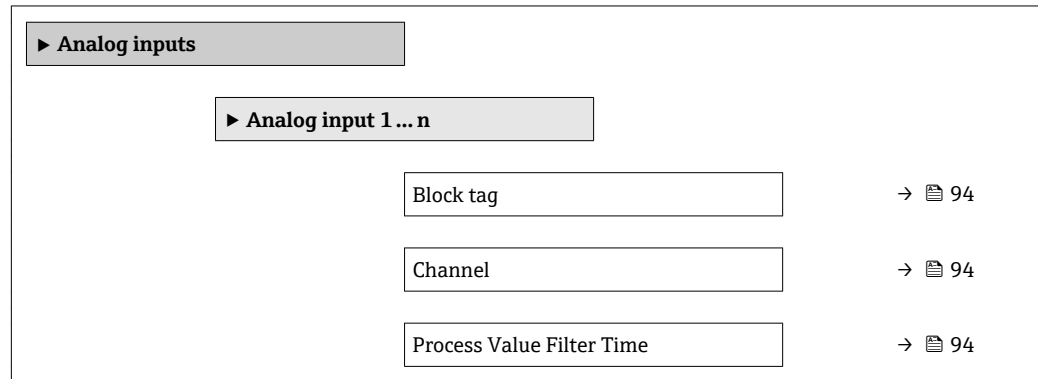 ▶ Analog inputs
▶ Analog input 1 … n
Block tag → 94
Channel → 94
Process Value Filter Time → 94